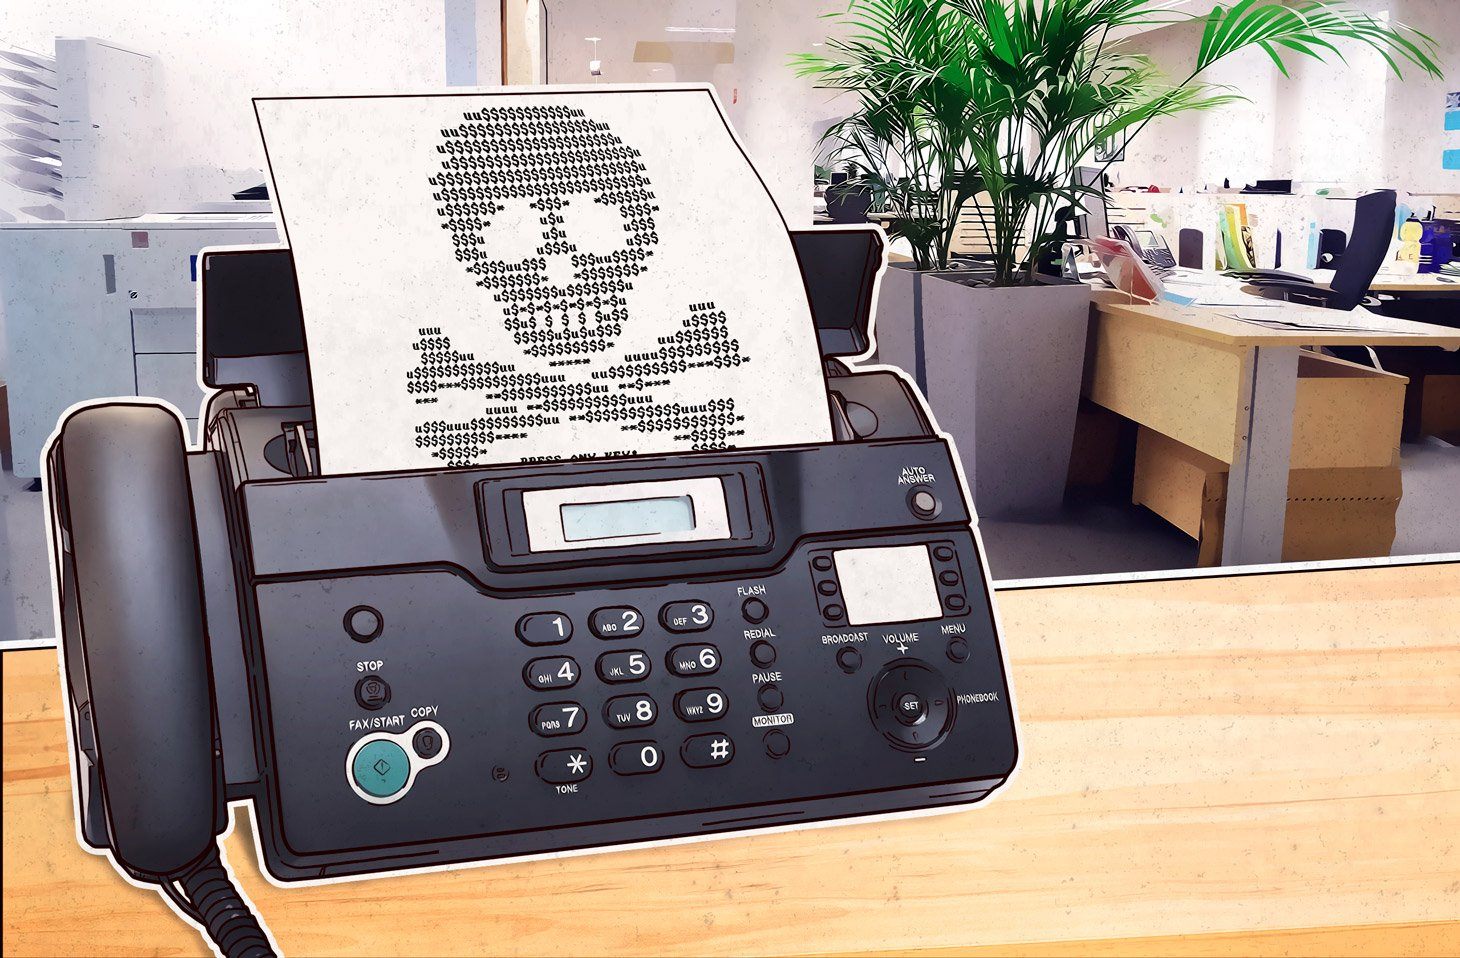 PRESS ANY KEY!
AUTO
ANSWER
FLASH
1
ABC 2
DEF 3
REDIAL
BROADCAST
VOLUME
+
MENU
STOP
GHI 4
JKL 5
MNO 6
PAUSE
SET
PHONEBOOK
FAX/START
COPY
PQRS 7
TUV 8
WXYZ 9
MONITOR
*
0
#
TONE